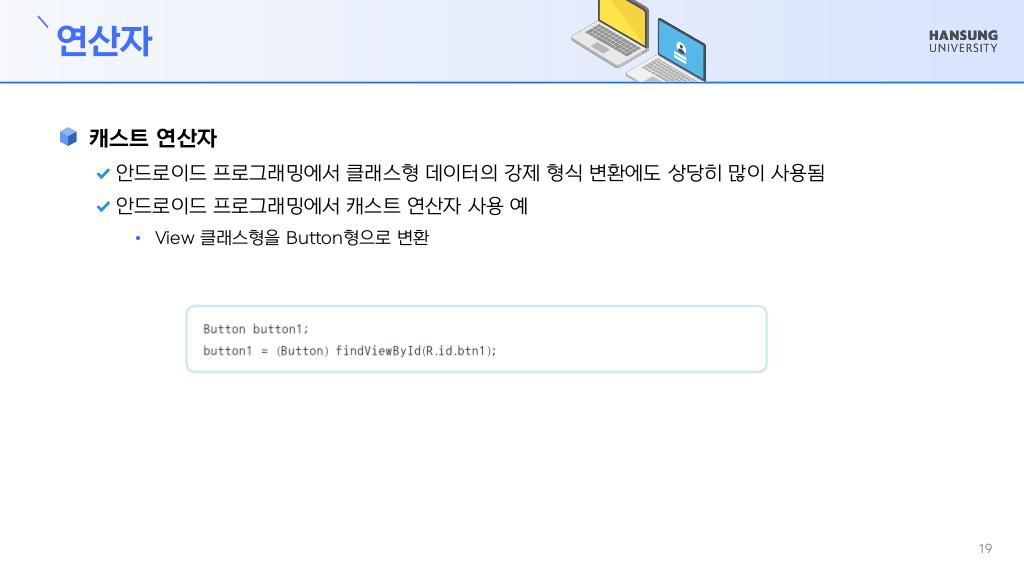 연산자
HANSUNG
UNIVERSITY
캐스트 연산자
안드로이드 프로그래밍에서 클래스형 데이터의 강제 형식 변환에도 상당히 많이 사용됨
안드로이드 프로그래밍에서 캐스트 연산자 사용 예
• View 클래스형을 Button형으로 변환
Button button1;
button1 = (Button) findViewById(R.id.btn1);
19